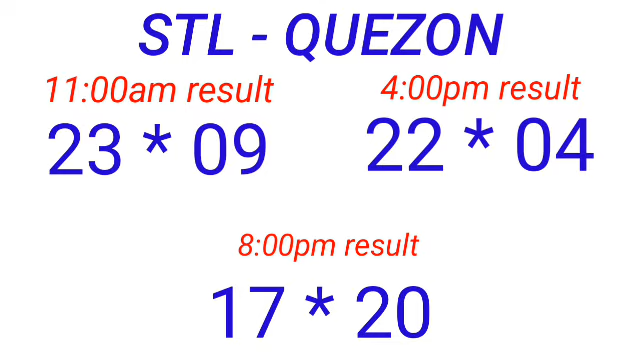 STL - QUEZON
11:00am result
4:00pm result
23 * 09
22 * 04
8:00pm result
17 * 20